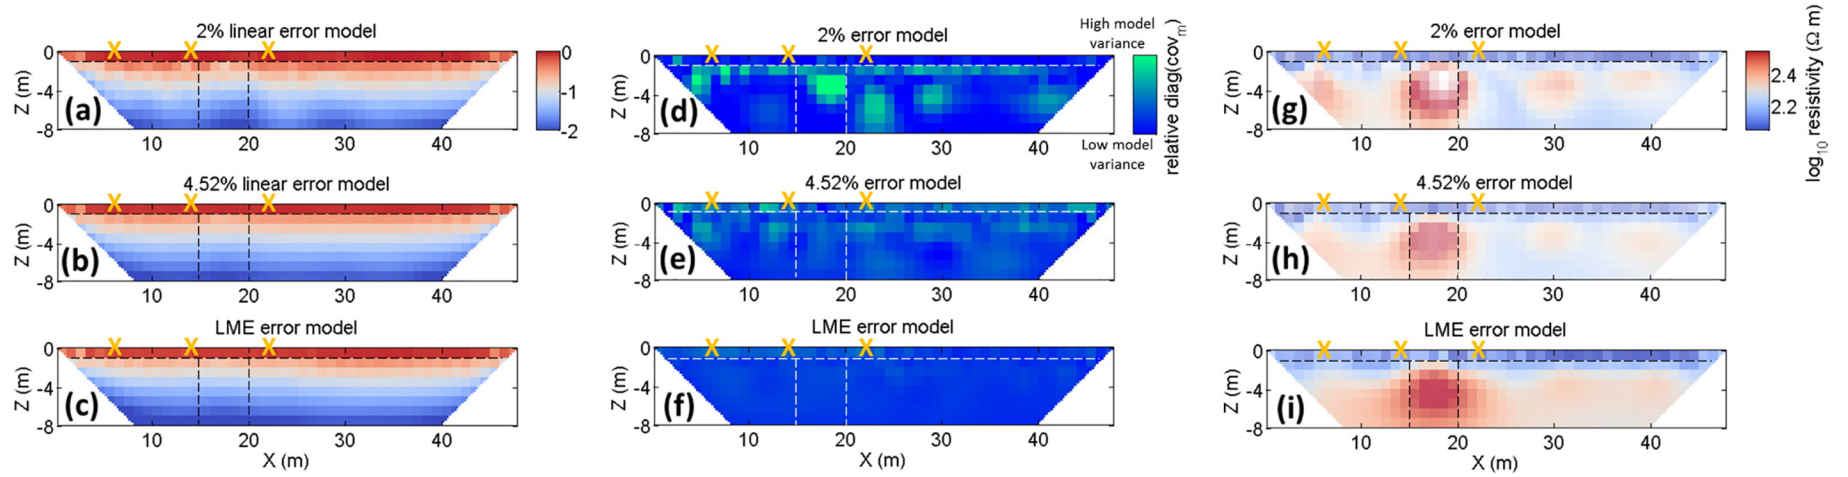 2% linear error model
0
-4
-8
Z (m)
(a)
10
20
30
40
0
-1
-2
4.52% linear error model
0
-4
-8
Z (m)
(b)
10
20
30
40
LME error model
0
-4
-8
Z (m)
(c)
10
20
30
40
X (m)
2% error model
0
-4
-8
Z (m)
(d)
10
20
30
40
High model
variance
Low model
variance
relative diag(cov_m)
4.52% error model
0
-4
-8
Z (m)
(e)
10
20
30
40
LME error model
0
-4
-8
Z (m)
(f)
10
20
30
40
X (m)
2% error model
0
-4
-8
Z (m)
(g)
10
20
30
40
2.4
2.2
log10 resistivity (Ω m)
4.52% error model
0
-4
-8
Z (m)
(h)
10
20
30
40
LME error model
0
-4
-8
Z (m)
(i)
10
20
30
40
X (m)